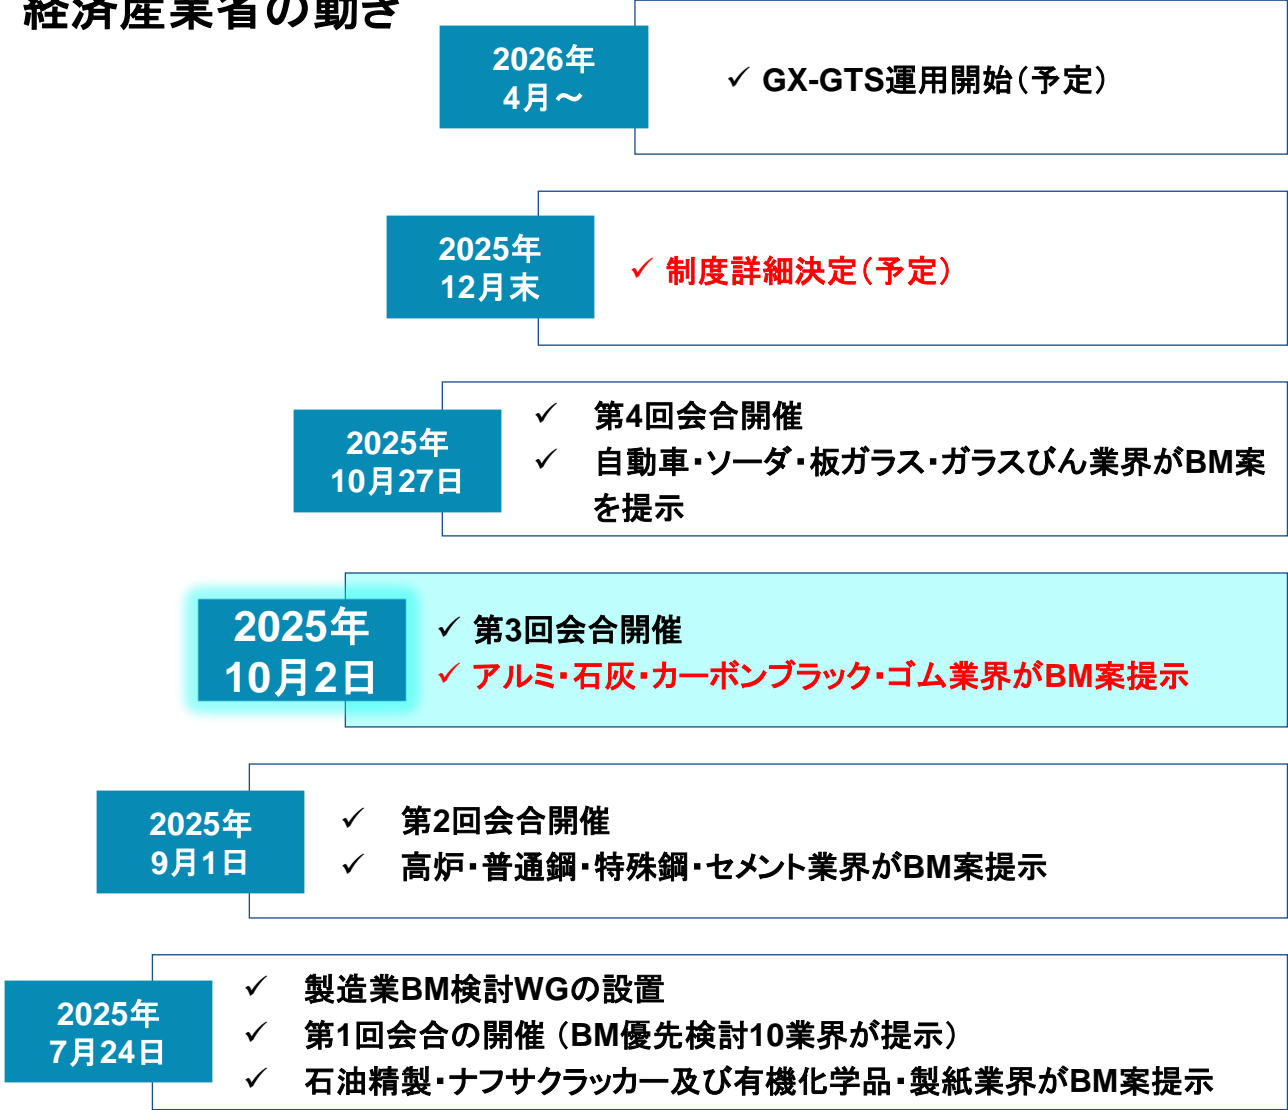 経済産業省の動き
2026年
4月～
✓ GX-GTS運用開始（予定）
2025年
12月末
✓ 制度詳細決定（予定）
2025年
10月27日
✓ 第4回会合開催
✓ 自動車・ソーダ・板ガラス・ガラスびん業界がBM案
を提示
2025年
10月2日
✓ 第3回会合開催
✓ アルミ・石灰・カーボンブラック・ゴム業界がBM案提示
2025年
9月1日
✓ 第2回会合開催
✓ 高炉・普通鋼・特殊鋼・セメント業界がBM案提示
2025年
7月24日
✓ 製造業BM検討WGの設置
✓ 第1回会合の開催（BM優先検討10業界が提示）
✓ 石油精製・ナフサクラッカー及び有機化学品・製紙業界がBM案提示